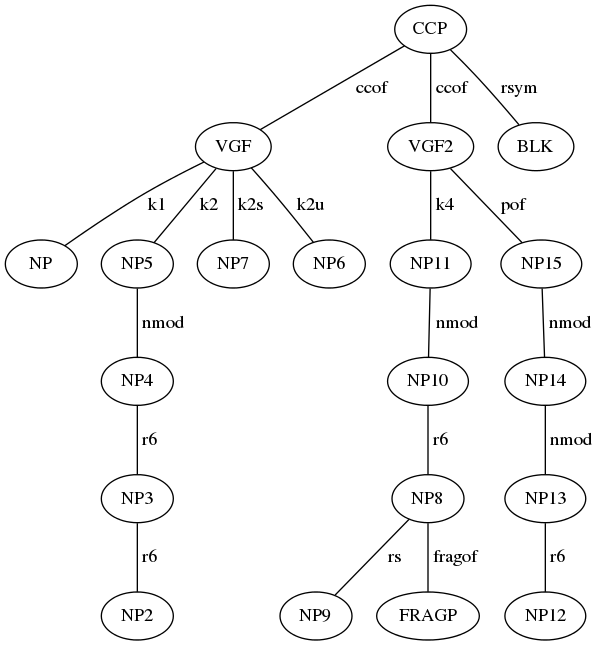 CCP
ccof ccof rsym
VGF VGF2 BLK
k1 k2 k2s k2u k4 pof
NP NP5 NP7 NP6 NP11 NP15
nmod nmod nmod
NP4 NP10 NP14
r6 r6 nmod
NP3 NP8 NP13
r6 rs fragof r6
NP2 NP9 FRAGP NP12